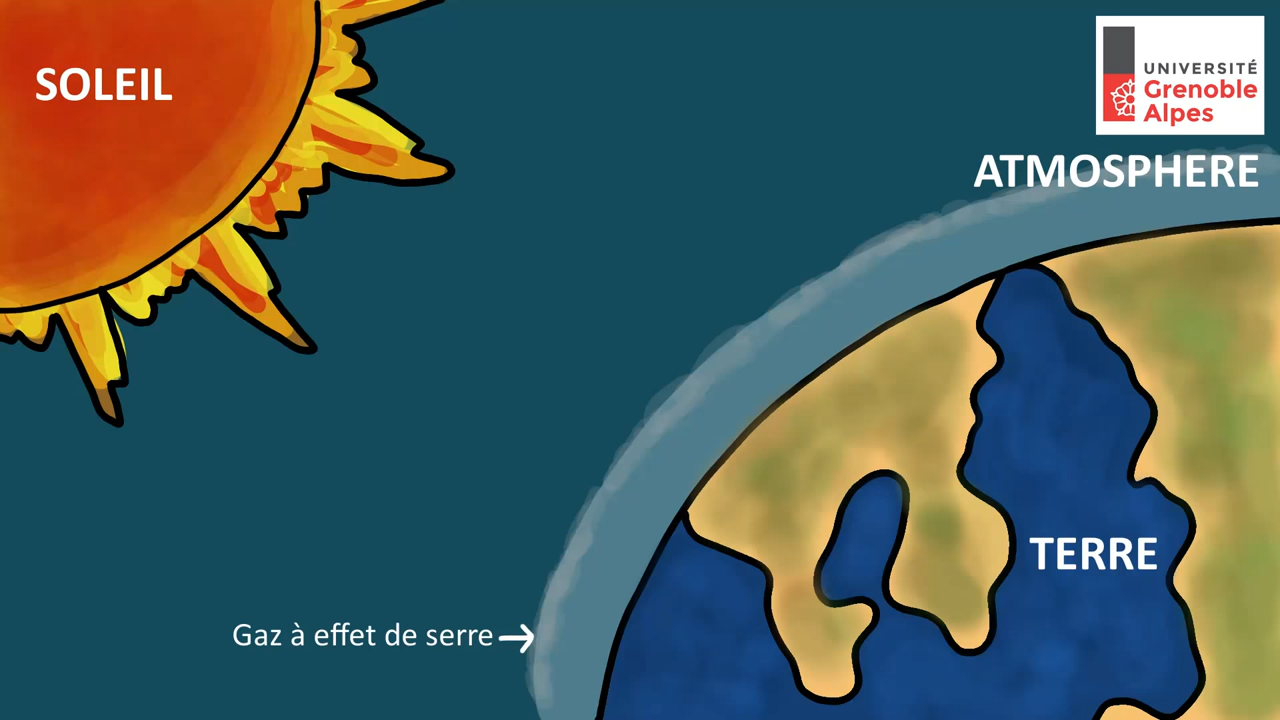 SOLEIL
UNIVERSITÉ
Grenoble
Alpes
ATMOSPHERE
TERRE
Gaz à effet de serre